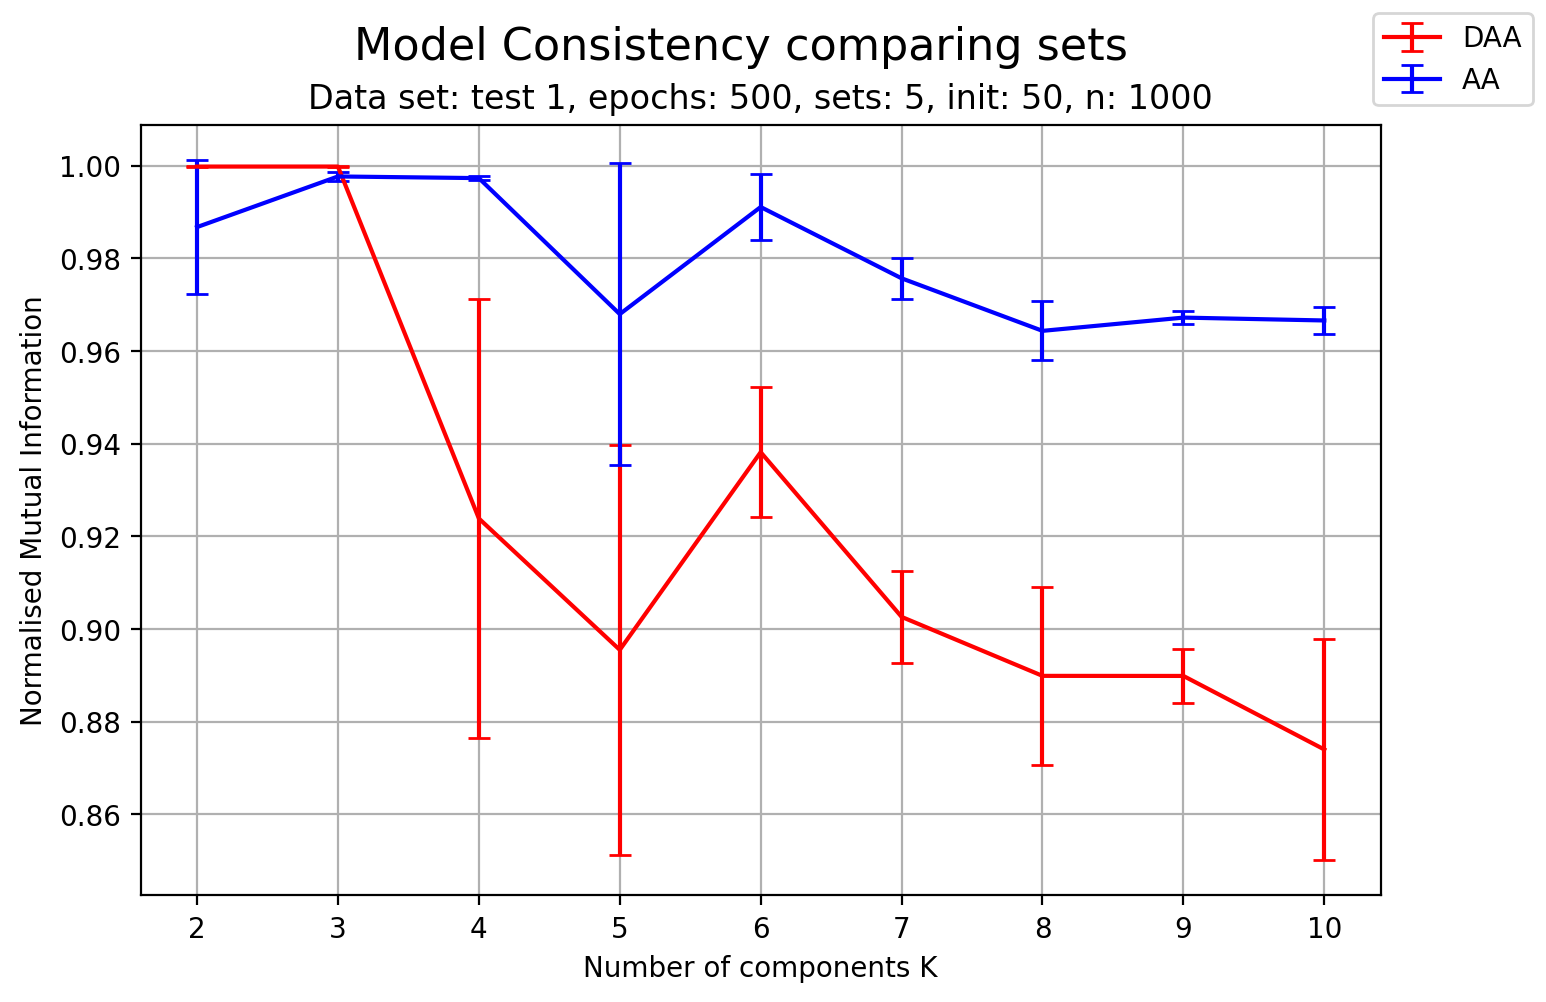 Model Consistency comparing sets
Data set: test 1, epochs: 500, sets: 5, init: 50, n: 1000
DAA
AA
Normalised Mutual Information
1.00
0.98
0.96
0.94
0.92
0.90
0.88
0.86
2 3 4 5 6 7 8 9 10
Number of components K